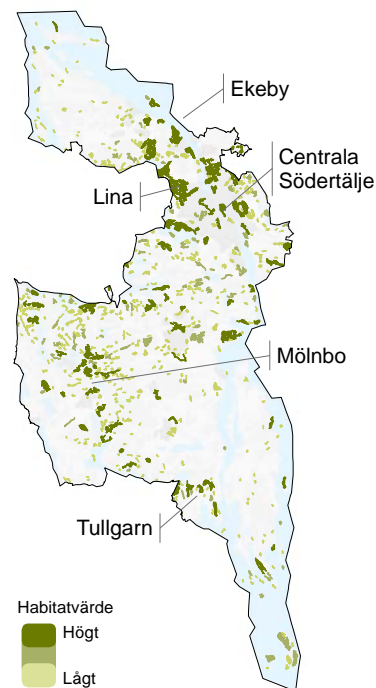 Ekeby
Centrala
Södertälje
Lina
Mölnbo
Tullgarn
Habitatvärde
Högt
Lågt